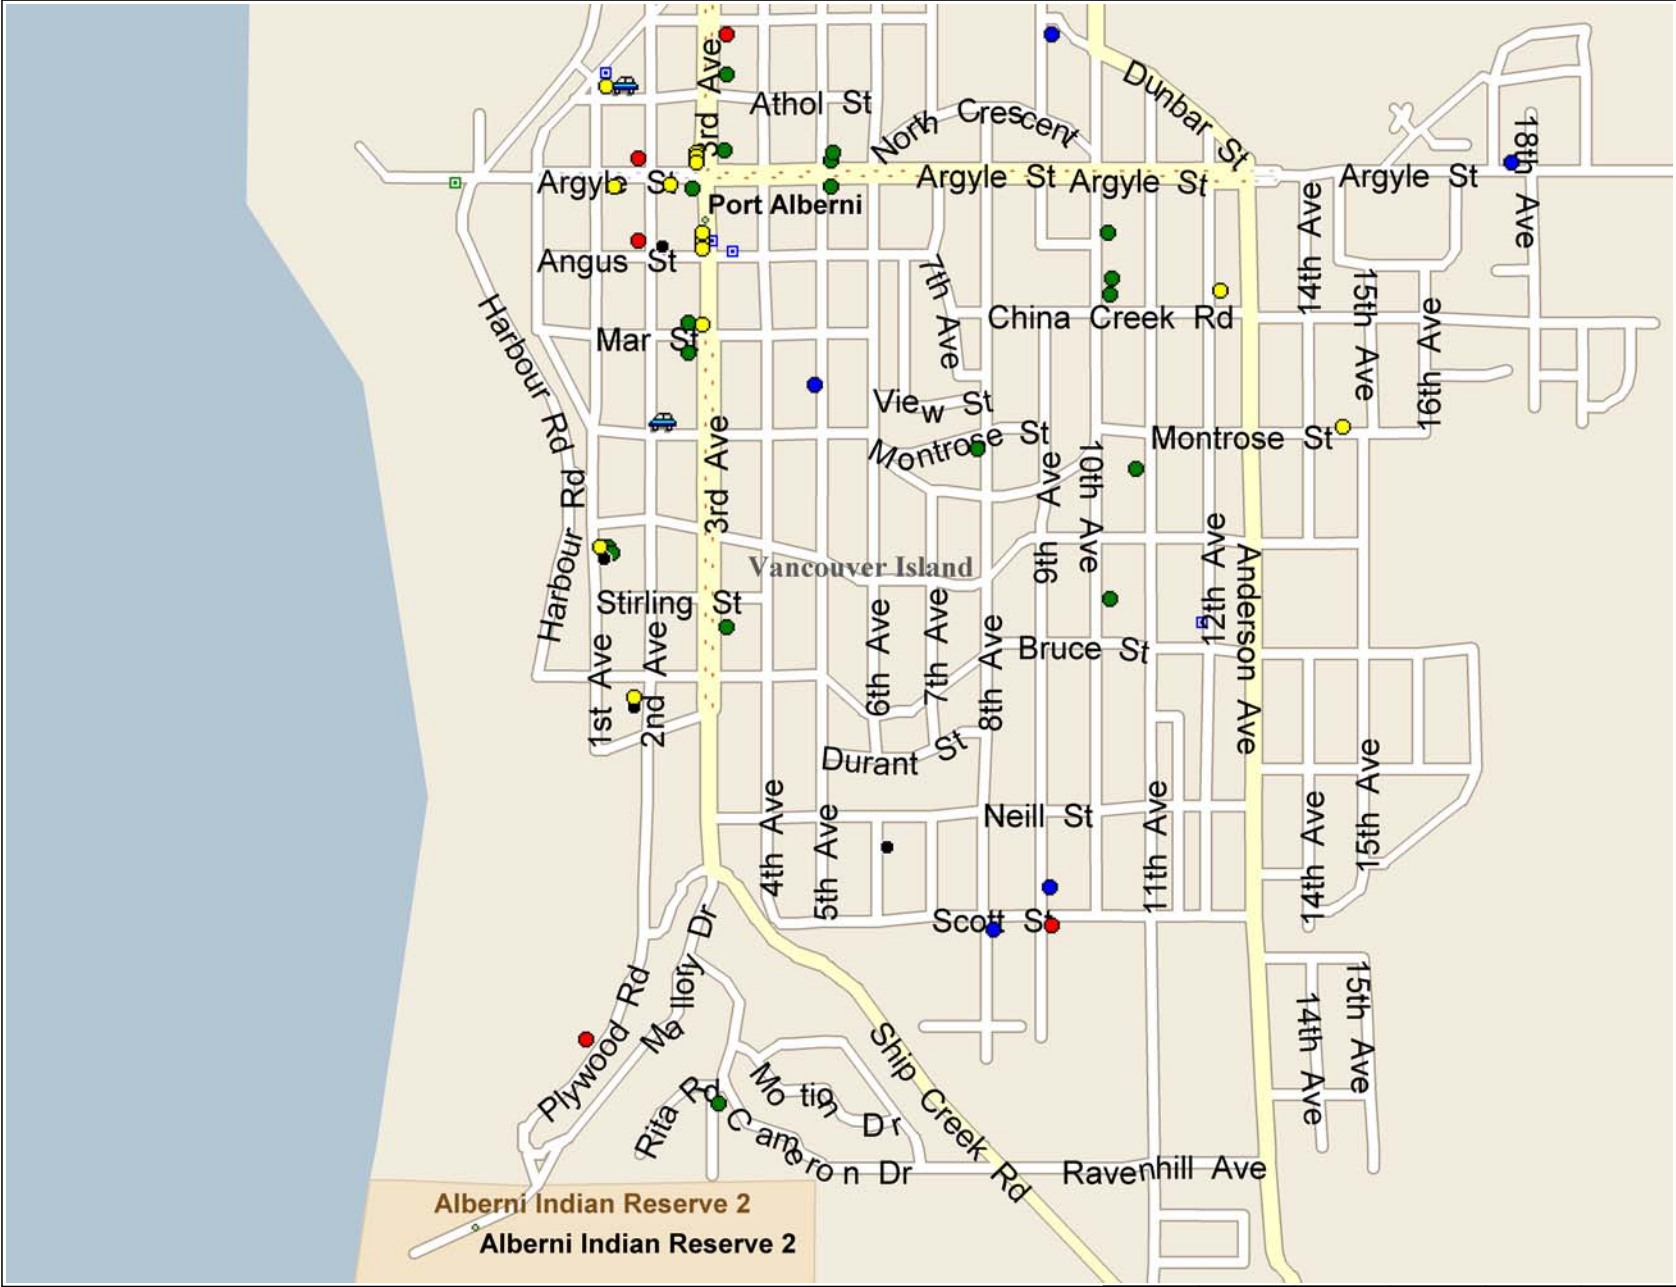 3rd Ave
Athol St
North Crescent
Dunbar St
18th Ave
Argyle St
Argyle St
Argyle St
Argyle St
Port Alberni
14th Ave
Angus St
7th Ave
15th Ave
16th Ave
Harbour Rd
China Creek Rd
Mar St
View St
Montrose St
Montrose St
3rd Ave
9th Ave
10th Ave
Harbour Rd
Harbour Rd
Vancouver Island
12th Ave
Anderson Ave
Stirling St
1st Ave
2nd Ave
6th Ave
7th Ave
8th Ave
Bruce St
Durant St
4th Ave
5th Ave
Neill St
11th Ave
14th Ave
15th Ave
Scott St
Plywood Rd
Mallory Dr
Ship Creek Rd
14th Ave
15th Ave
Rita Rd
Motion Dr
Cameron Dr
Ravenhill Ave
Alberni Indian Reserve 2
Alberni Indian Reserve 2